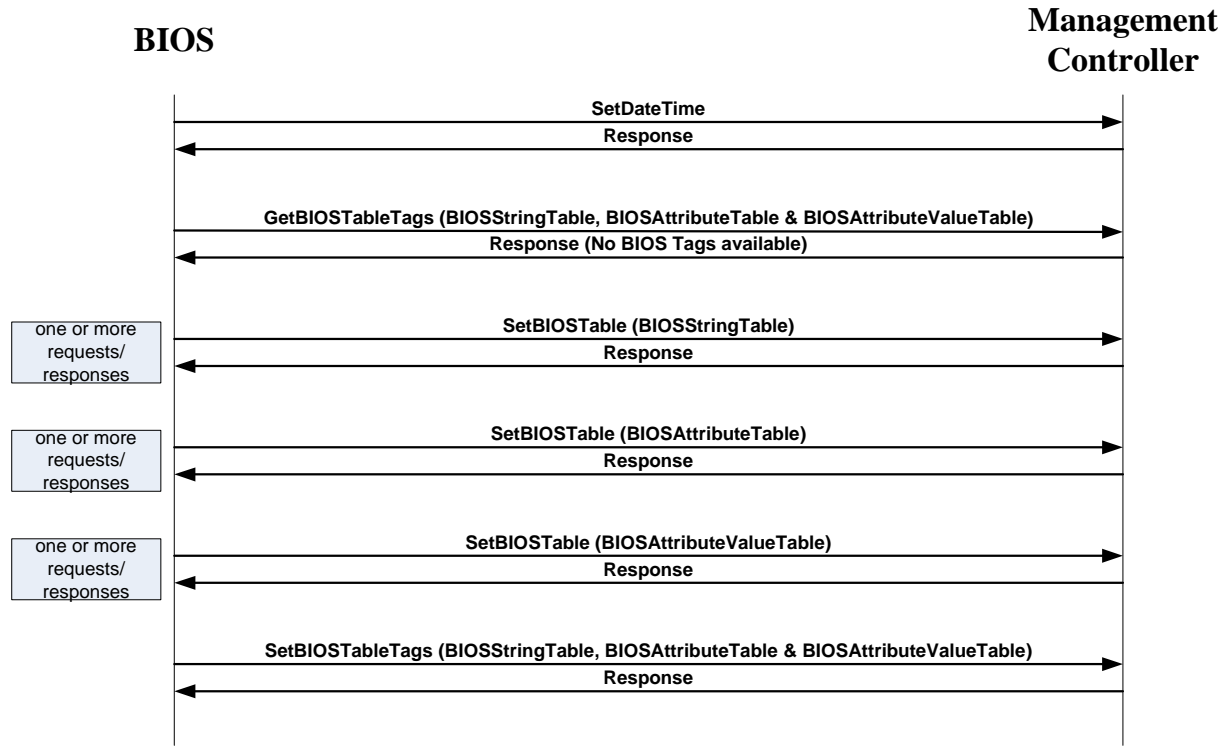 BIOS
Management
Controller
SetDateTime
Response
GetBIOSTableTags (BIOSStringTable, BIOSAttributeTable & BIOSAttributeValueTable)
Response (No BIOS Tags available)
one or more
requests/
responses
SetBIOSTable (BIOSStringTable)
Response
one or more
requests/
responses
SetBIOSTable (BIOSAttributeTable)
Response
one or more
requests/
responses
SetBIOSTable (BIOSAttributeValueTable)
Response
SetBIOSTableTags (BIOSStringTable, BIOSAttributeTable & BIOSAttributeValueTable)
Response